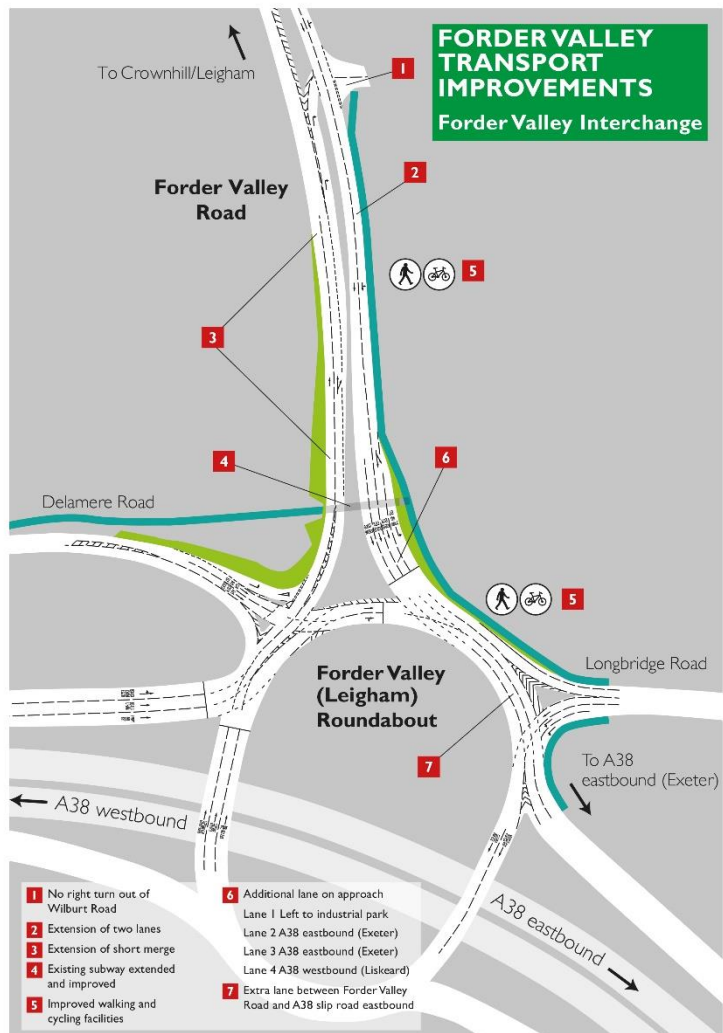 FORDER VALLEY
TRANSPORT
IMPROVEMENTS
Forder Valley Interchange
To Crownhill/Leigham
1
Forder Valley
Road
2
5
3
4
6
Delamere Road
5
Longbridge Road
Forder Valley
(Leigham)
Roundabout
7
To A38
eastbound (Exeter)
A38 westbound
A38 eastbound
1 No right turn out of
Wilburt Road
2 Extension of two lanes
3 Extension of short merge
4 Existing subway extended
and improved
5 Improved walking and
cycling facilities
6 Additional lane on approach
Lane 1 Left to industrial park
Lane 2 A38 eastbound (Exeter)
Lane 3 A38 eastbound (Exeter)
Lane 4 A38 westbound (Liskeard)
7 Extra lane between Forder Valley
Road and A38 slip road eastbound